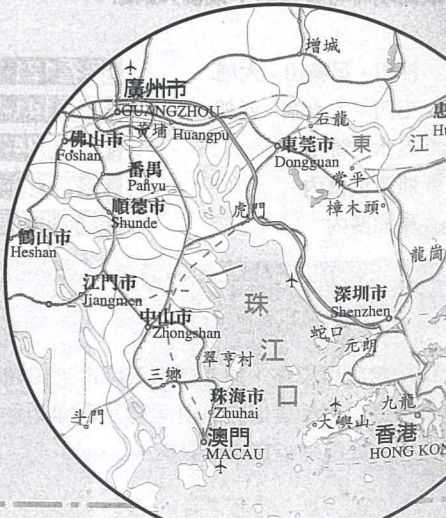 增城
廣州市
GUANGZHOU
黃埔
Huangpu
石龍
東江
佛山市
Foshan
東莞市
Dongguan
番禺
Panyu
常平
順德市
Shunde
虎門
樟木頭
鶴山市
Heshan
龍崗
江門市
Jiangmen
珠江口
深圳市
Shenzhen
中山市
Zhongshan
蛇口
元朗
翠亨村
三鄉
珠海市
Zhuhai
斗門
大嶼山
九龍
澳門
MACAU
香港
HONG KON